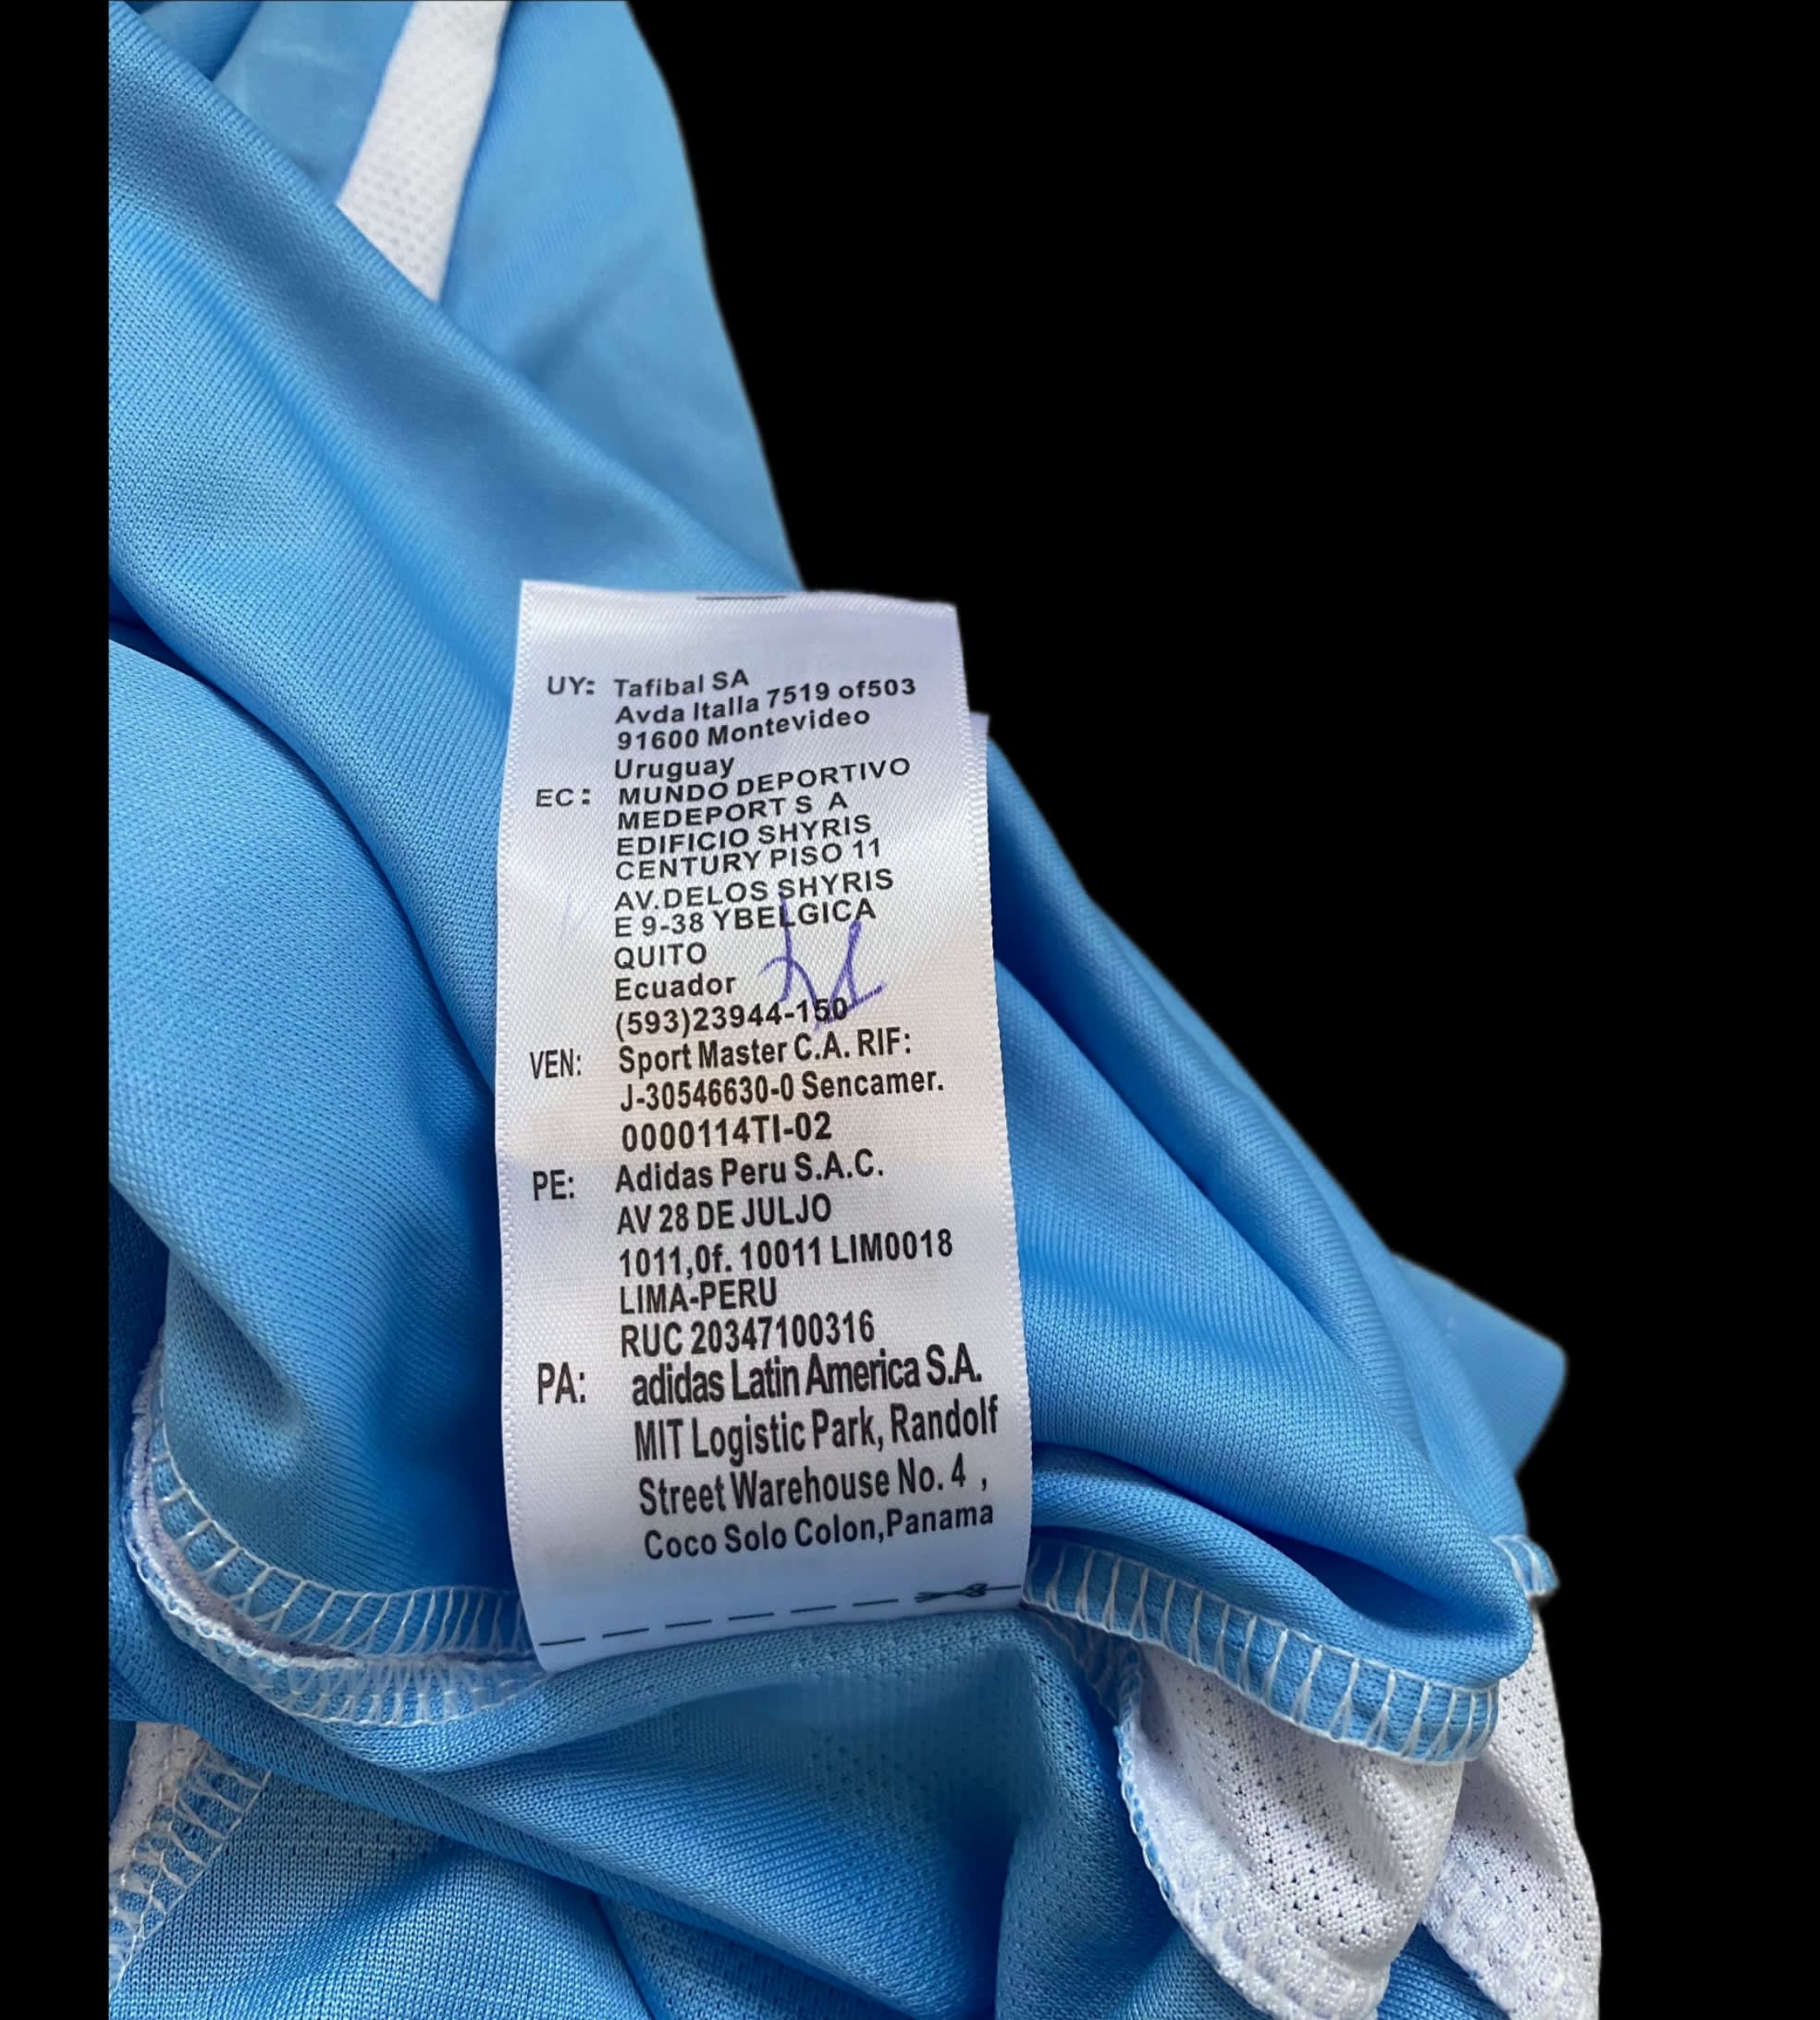 UY: Tafibal SA
Avda Italla 7519 of503
91600 Montevideo
Uruguay
EC: MUNDO DEPORTIVO
MEDEPORT S A
EDIFICIO SHYRIS
CENTURY PISO 11
AV.DELOS SHYRIS
E 9-38 YBELGICA
QUITO
Ecuador
(593)23944-150
VEN: Sport Master C.A. RIF:
J-30546630-0 Sencamer.
0000114TI-02
PE: Adidas Peru S.A.C.
AV 28 DE JULJO
1011,0f. 10011 LIM0018
LIMA-PERU
RUC 20347100316
PA: adidas Latin America S.A.
MIT Logistic Park, Randolf
Street Warehouse No. 4 ,
Coco Solo Colon,Panama